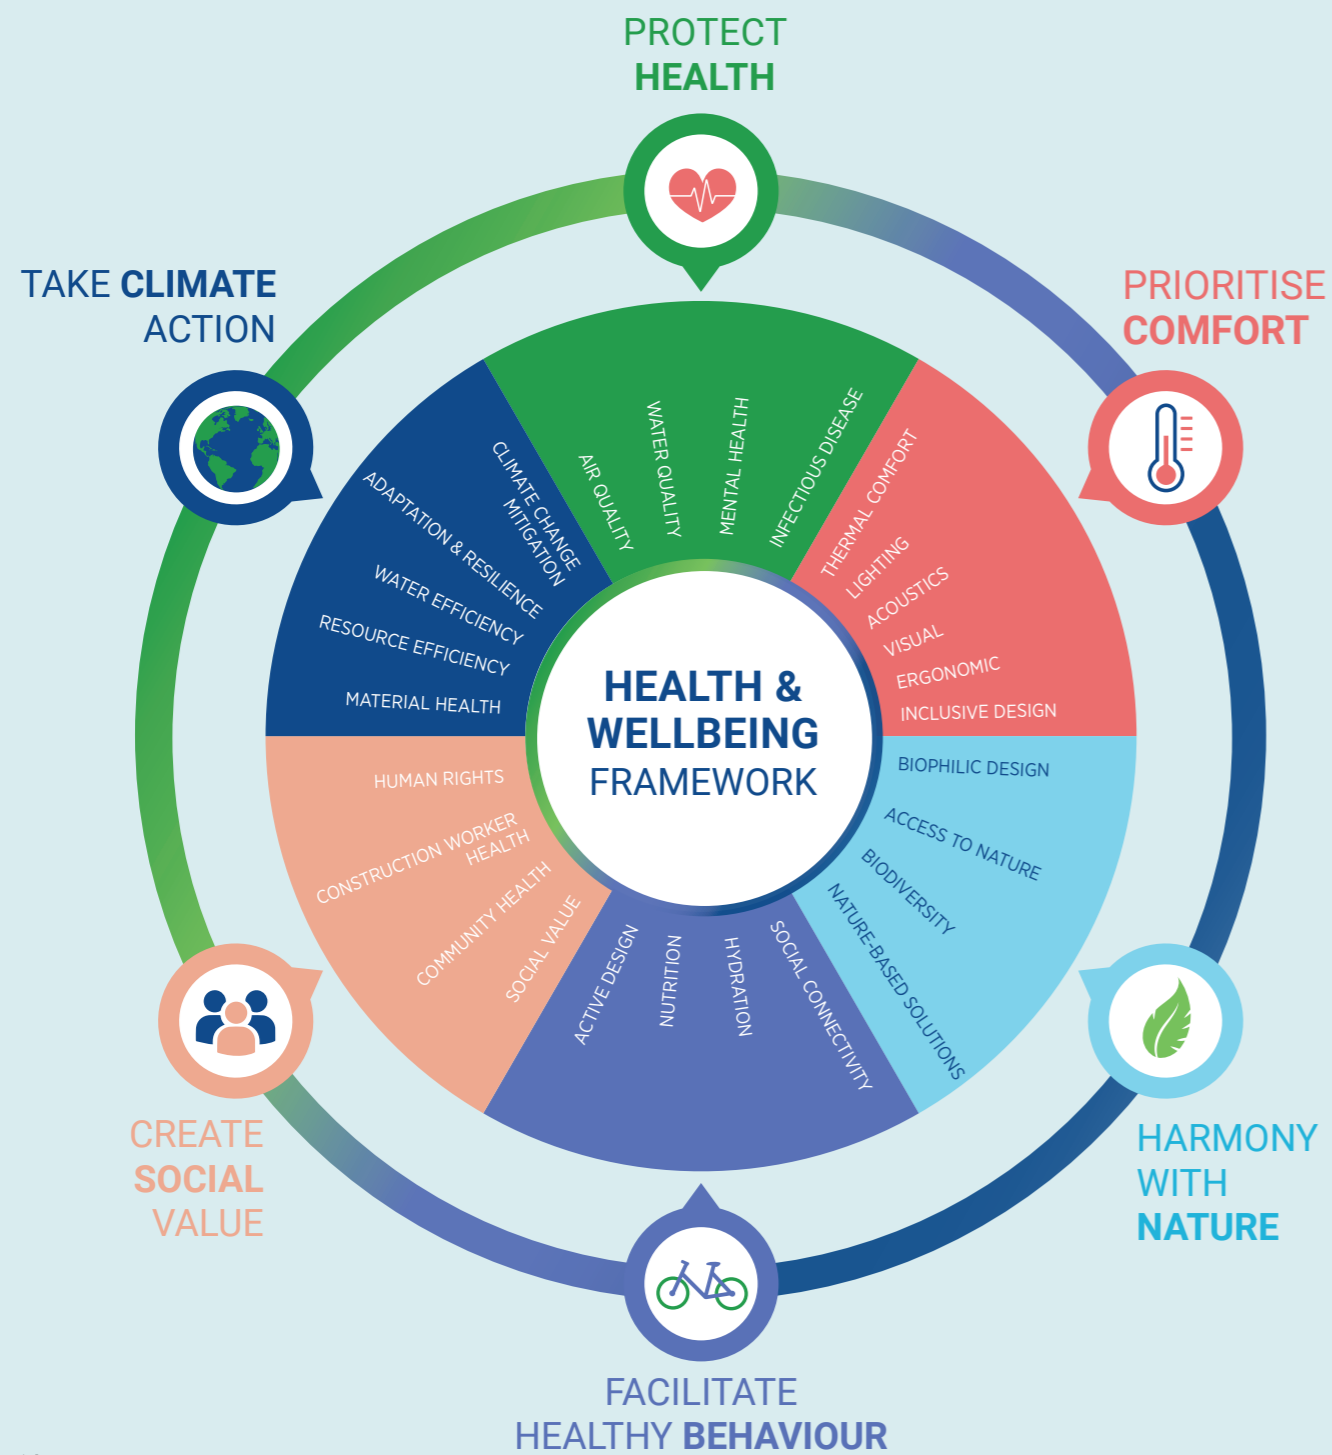 PROTECT
HEALTH
PRIORITISE
COMFORT
HARMONY
WITH
NATURE
FACILITATE
HEALTHY BEHAVIOUR
CREATE
SOCIAL
VALUE
TAKE CLIMATE
ACTION
HEALTH &
WELLBEING
FRAMEWORK
AIR QUALITY
WATER QUALITY
MENTAL HEALTH
INFECTIOUS DISEASE
THERMAL COMFORT
LIGHTING
ACOUSTICS
VISUAL
ERGONOMIC
INCLUSIVE DESIGN
BIOPHILIC DESIGN
ACCESS TO NATURE
BIODIVERSITY
NATURE-BASED SOLUTIONS
SOCIAL CONNECTIVITY
HYDRATION
NUTRITION
ACTIVE DESIGN
SOCIAL VALUE
COMMUNITY HEALTH
CONSTRUCTION WORKER
HEALTH
HUMAN RIGHTS
MATERIAL HEALTH
RESOURCE EFFICIENCY
WATER EFFICIENCY
ADAPTATION & RESILIENCE
CLIMATE CHANGE
MITIGATION